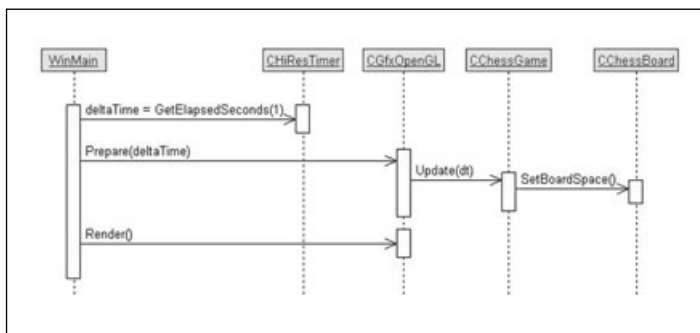 WinMain
CHiResTimer
CGfxOpenGL
CChessGame
CChessBoard
deltaTime = GetElapsedSeconds(1)
Prepare(deltaTime)
Update(dt)
SetBoardSpace()
Render()